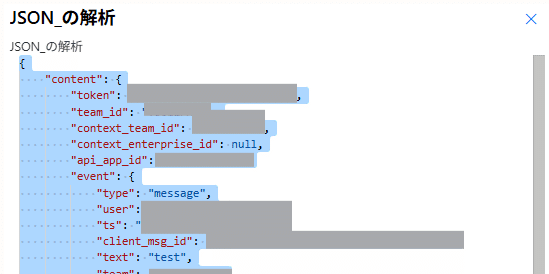 JSON_の解析
JSON_の解析
{
"content": {
"token": ,
"team_id": "
"context_team_id": ,
"context_enterprise_id": null,
"api_app_id":
"event": {
"type": "message",
"user":
"ts": "
"client_msg_id":
"text": "test",
"team":